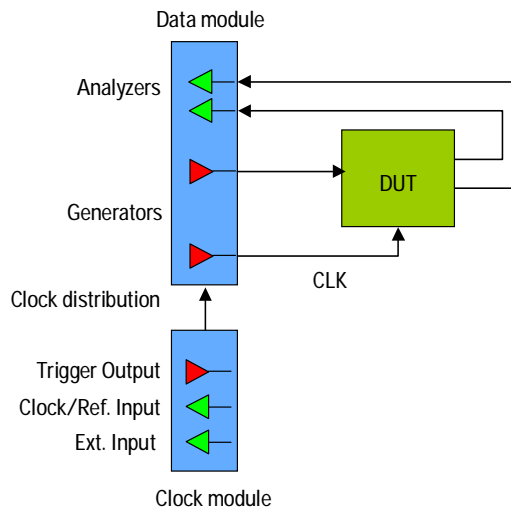 Data module
Analyzers
DUT
Generators
CLK
Clock distribution
Trigger Output
Clock/Ref. Input
Ext. Input
Clock module